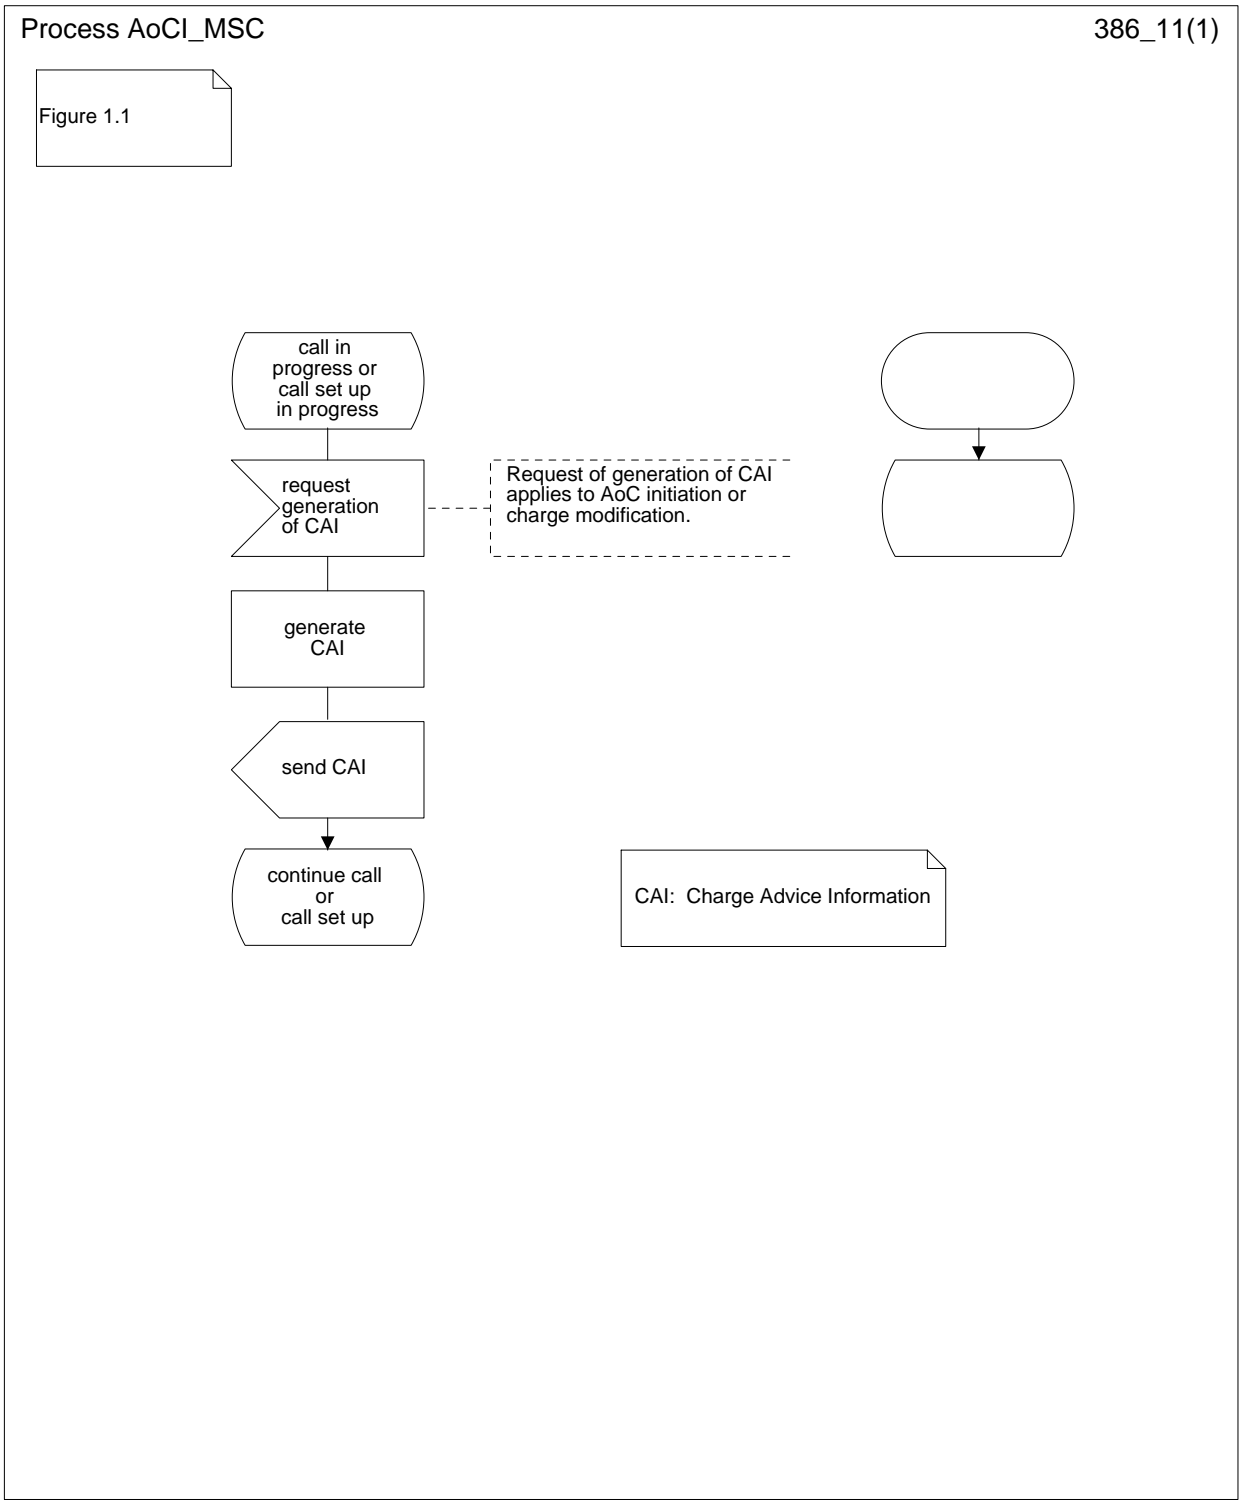 Process AoCI_MSC
386_11(1)
Figure 1.1
call in
progress or
call set up
in progress
request
generation
of CAI
Request of generation of CAI
applies to AoC initiation or
charge modification.
generate
CAI
send CAI
continue call
or
call set up
CAI:  Charge Advice Information